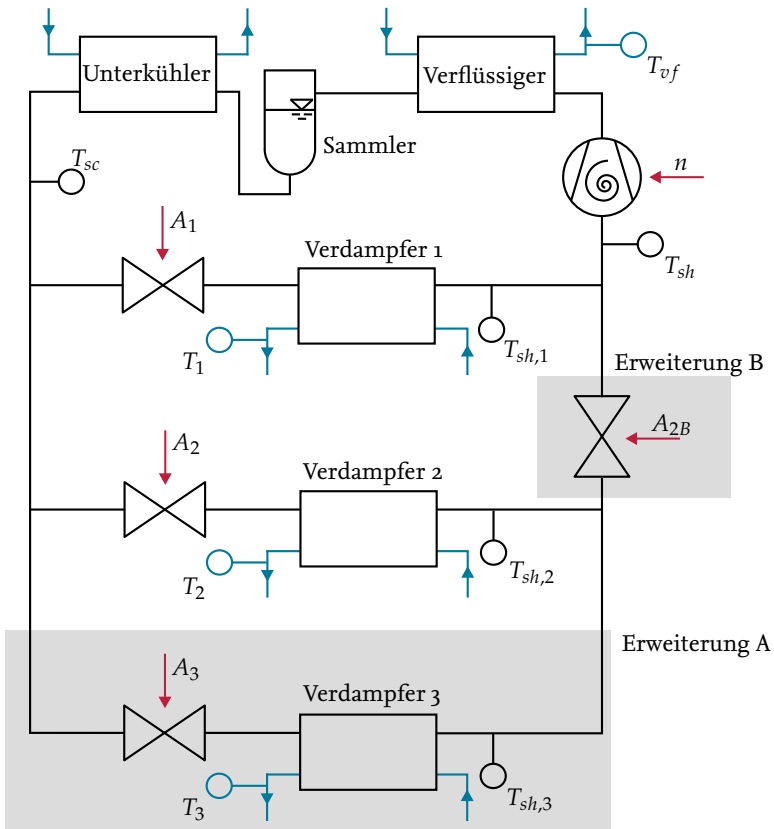 Unterkühler
Verflüssiger
T_vf
Sammler
T_sc
n
A_1
Verdampfer 1
T_sh
T_1
T_sh,1
Erweiterung B
A_2B
A_2
Verdampfer 2
T_2
T_sh,2
Erweiterung A
A_3
Verdampfer 3
T_3
T_sh,3